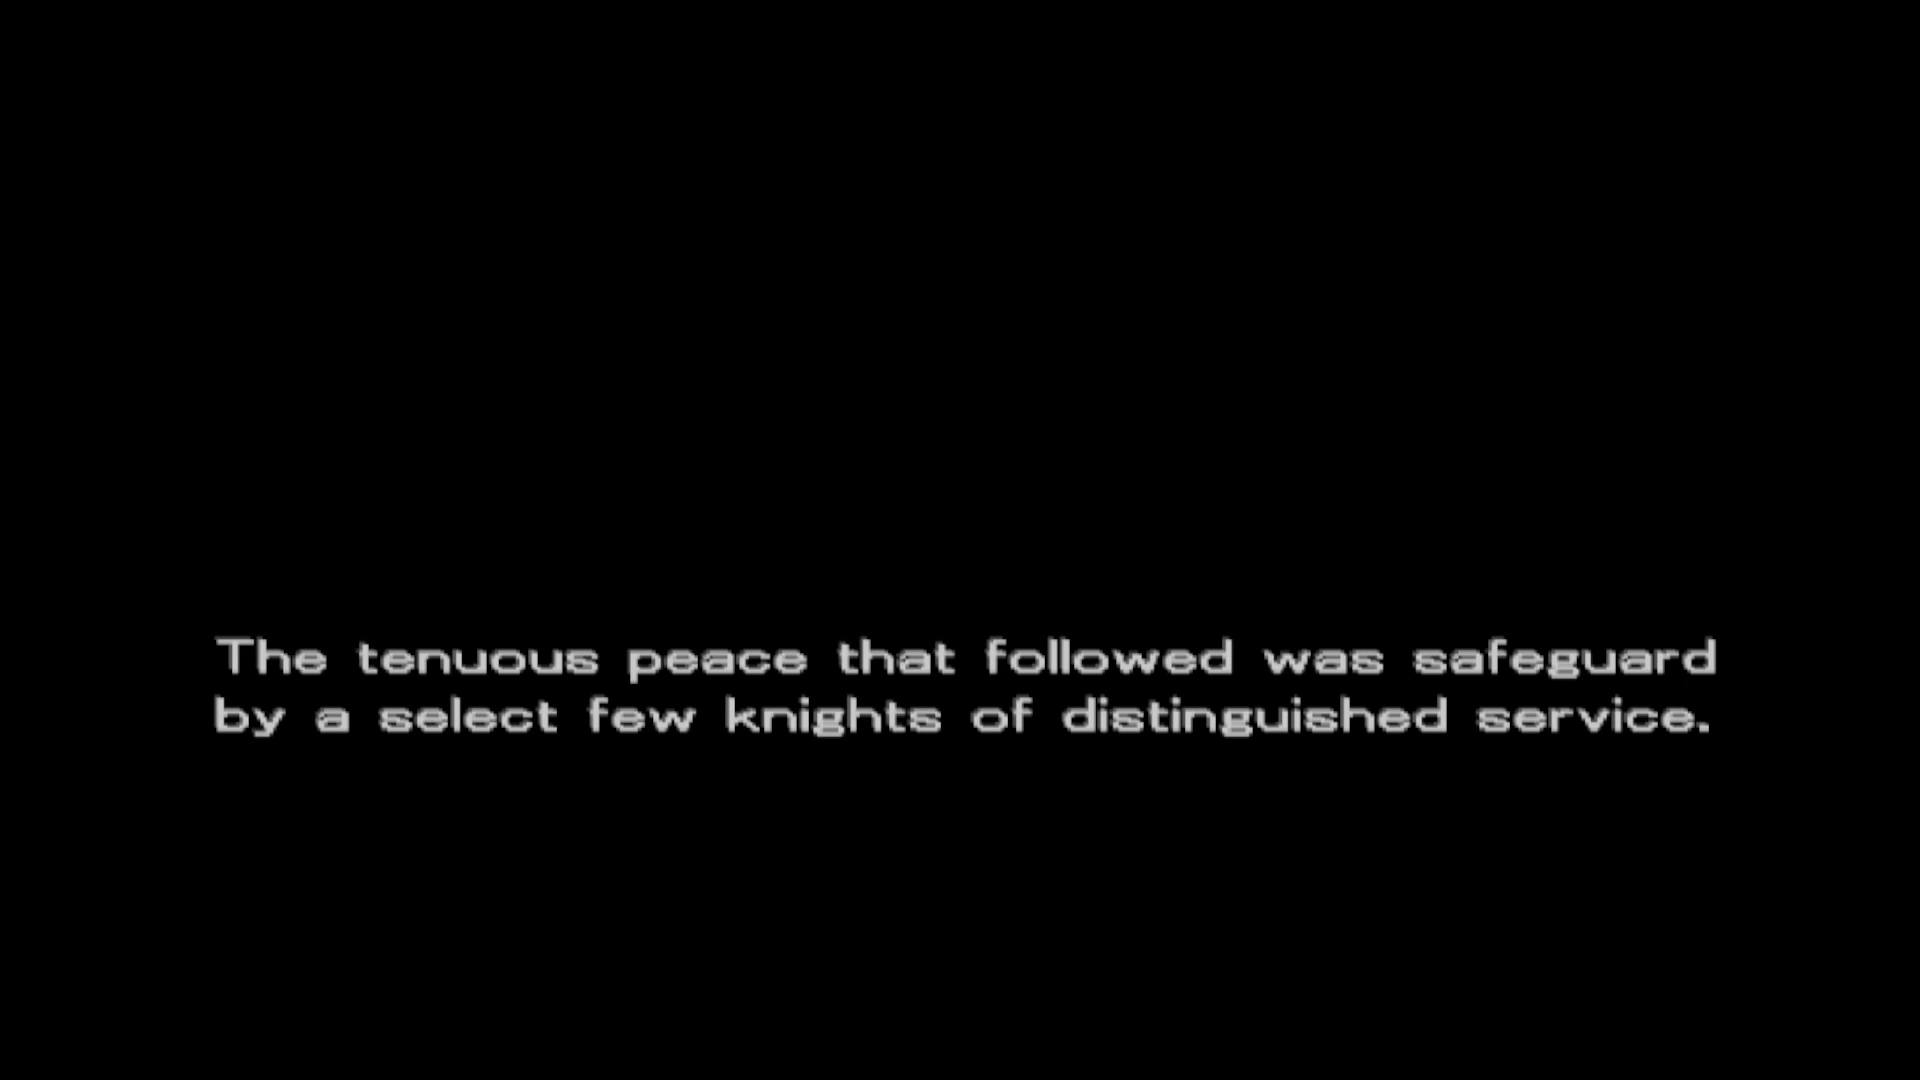 The tenuous peace that followed was safeguard
by a select few knights of distinguished service.